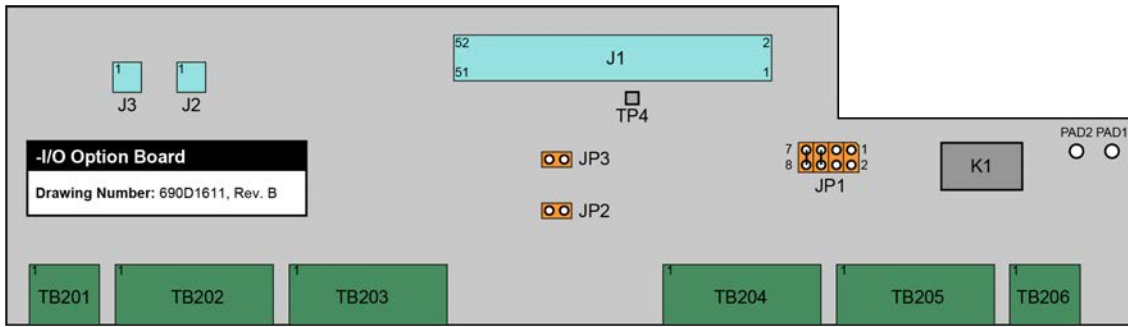 52 2
J1
51 1
1 1
J3 J2
TP4
PAD2 PAD1
-I/O Option Board
Drawing Number: 690D1611, Rev. B
JP3
7 1
8 2
JP1
K1
JP2
1 1 1 1 1 1
TB201 TB202 TB203 TB204 TB205 TB206